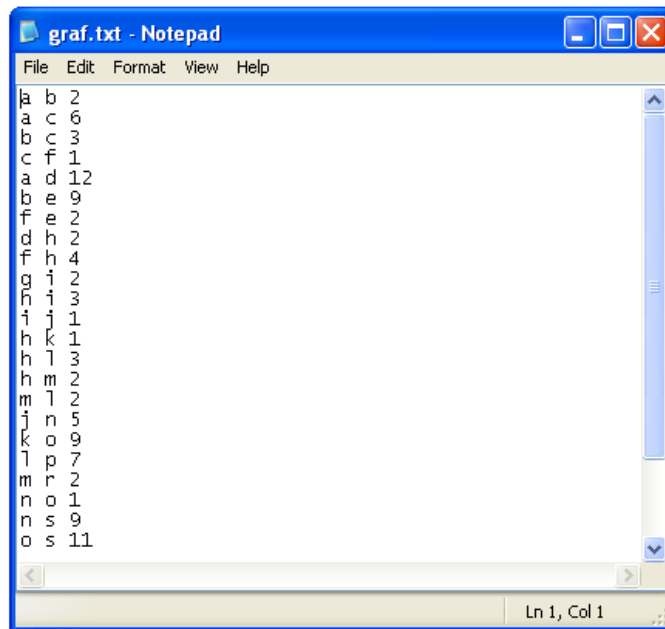 graf.txt - Notepad
File Edit Format View Help
a b 2
a c 6
b c 3
c f 1
a d 12
b e 9
f e 2
d h 2
f h 4
g i 2
h i 3
i j 1
h k 1
h l 3
h m 2
m l 2
j n 5
k o 9
l p 7
m r 2
n o 1
n s 9
o s 11
Ln 1, Col 1